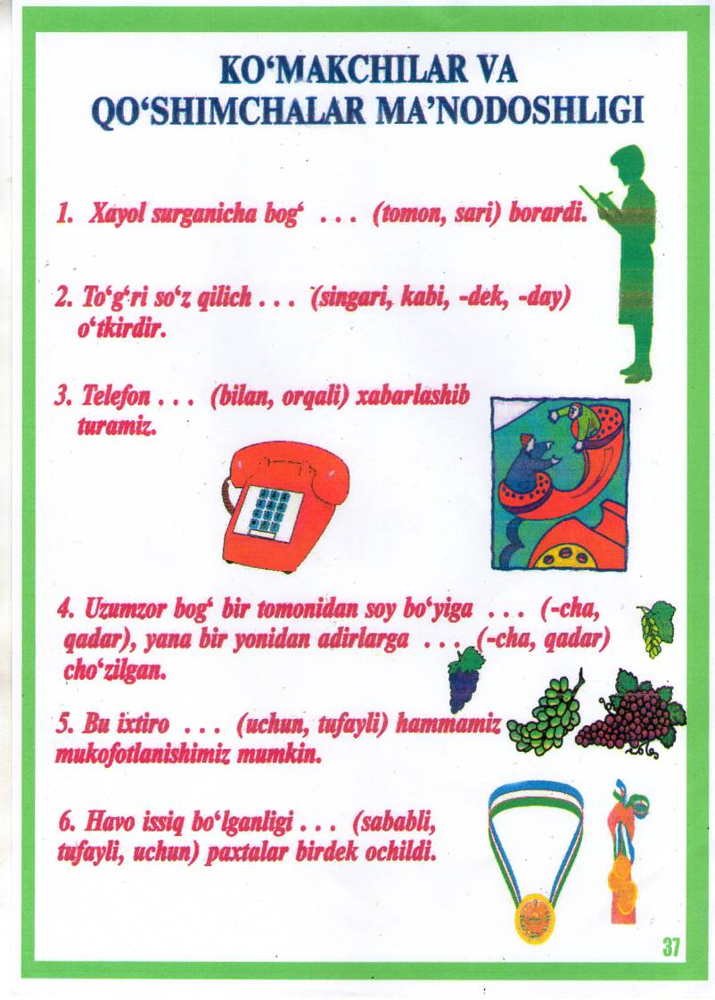 KO‘MAKCHILAR VA
QO‘SHIMCHALAR MA’NODOSHLIGI
1. Xayol surganicha bog‘ . . . (tomon, sari) borardi.
2. To‘g‘ri so‘z qilich . . . (singari, kabi, -dek, -day)
o‘tkirdir.
3. Telefon . . . (bilan, orqali) xabarlashib
turamiz.
4. Uzumzor bog‘ bir tomonidan soy bo‘yiga . . . (-cha,
qadar), yana bir yonidan adirlarga . . . (-cha, qadar)
cho‘zilgan.
5. Bu ixtiro . . . (uchun, tufayli) hammamiz
mukofotlanishimiz mumkin.
6. Havo issiq bo‘lganligi . . . (sababli,
tufayli, uchun) paxtalar birdek ochildi.
37